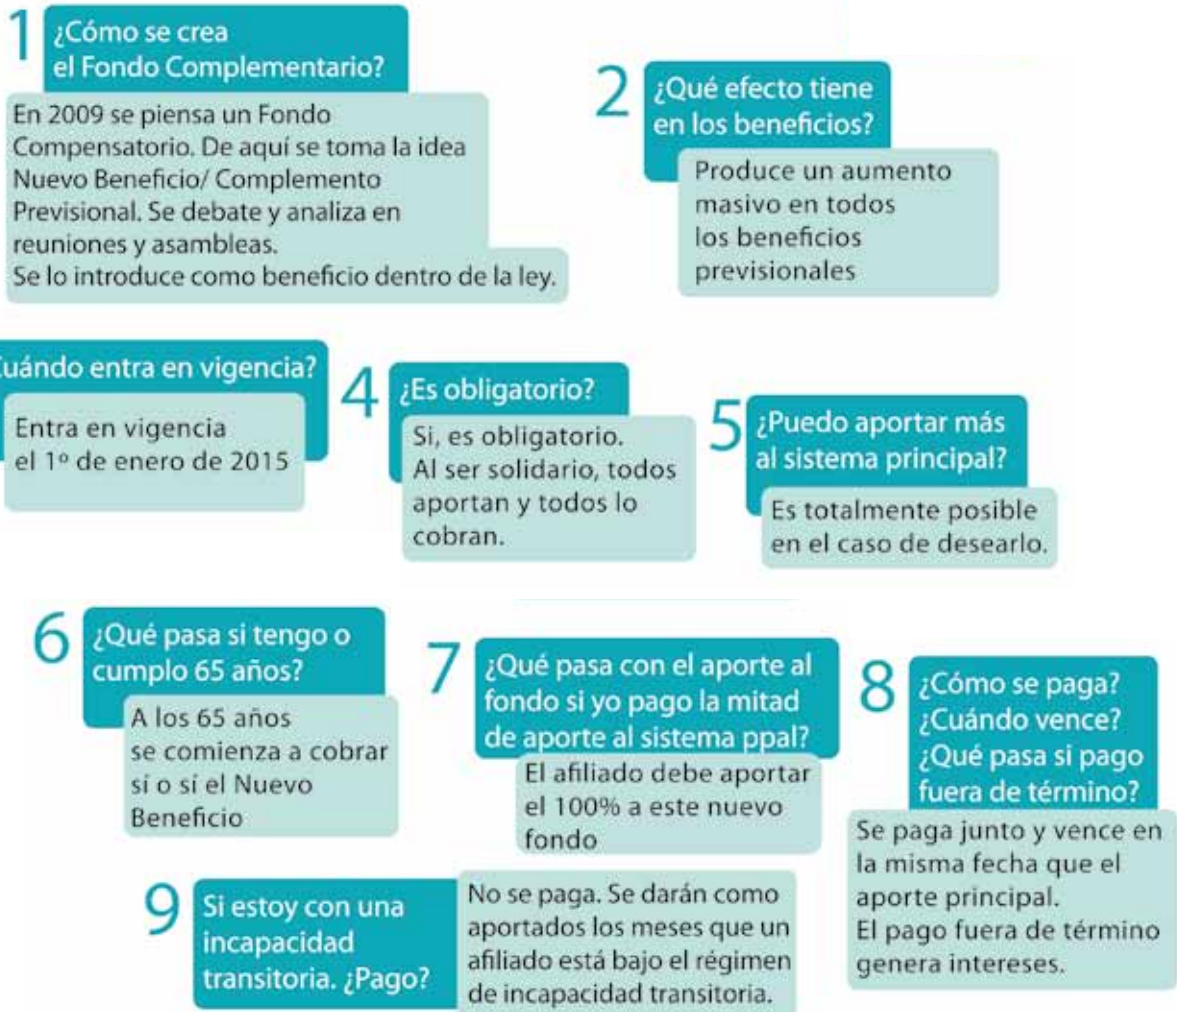 1
¿Cómo se crea
el Fondo Complementario?
En 2009 se piensa un Fondo
Compensatorio. De aquí se toma la idea
Nuevo Beneficio/ Complemento
Previsional. Se debate y analiza en
reuniones y asambleas.
Se lo introduce como beneficio dentro de la ley.
2
¿Qué efecto tiene
en los beneficios?
Produce un aumento
masivo en todos
los beneficios
previsionales
Cuándo entra en vigencia?
Entra en vigencia
el 1º de enero de 2015
4
¿Es obligatorio?
Si, es obligatorio.
Al ser solidario, todos
aportan y todos lo
cobran.
5
¿Puedo aportar más
al sistema principal?
Es totalmente posible
en el caso de desearlo.
6
¿Qué pasa si tengo o
cumplo 65 años?
A los 65 años
se comienza a cobrar
sí o sí el Nuevo
Beneficio
7
¿Qué pasa con el aporte al
fondo si yo pago la mitad
de aporte al sistema ppal?
El afiliado debe aportar
el 100% a este nuevo
fondo
8
¿Cómo se paga?
¿Cuándo vence?
¿Qué pasa si pago
fuera de término?
Se paga junto y vence en
la misma fecha que el
aporte principal.
El pago fuera de término
genera intereses.
9
Si estoy con una
incapacidad
transitoria. ¿Pago?
No se paga. Se darán como
aportados los meses que un
afiliado está bajo el régimen
de incapacidad transitoria.